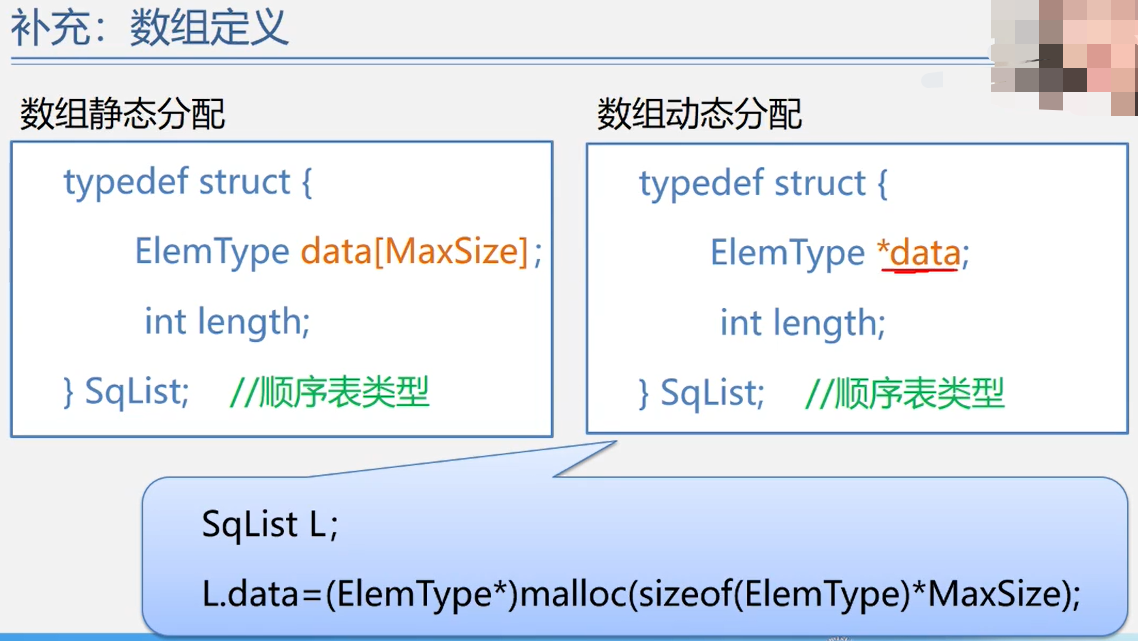 补充：数组定义
数组静态分配
typedef struct {
ElemType data[MaxSize];
int length;
} SqList; //顺序表类型
数组动态分配
typedef struct {
ElemType *data;
int length;
} SqList; //顺序表类型
SqList L;
L.data=(ElemType*)malloc(sizeof(ElemType)*MaxSize);